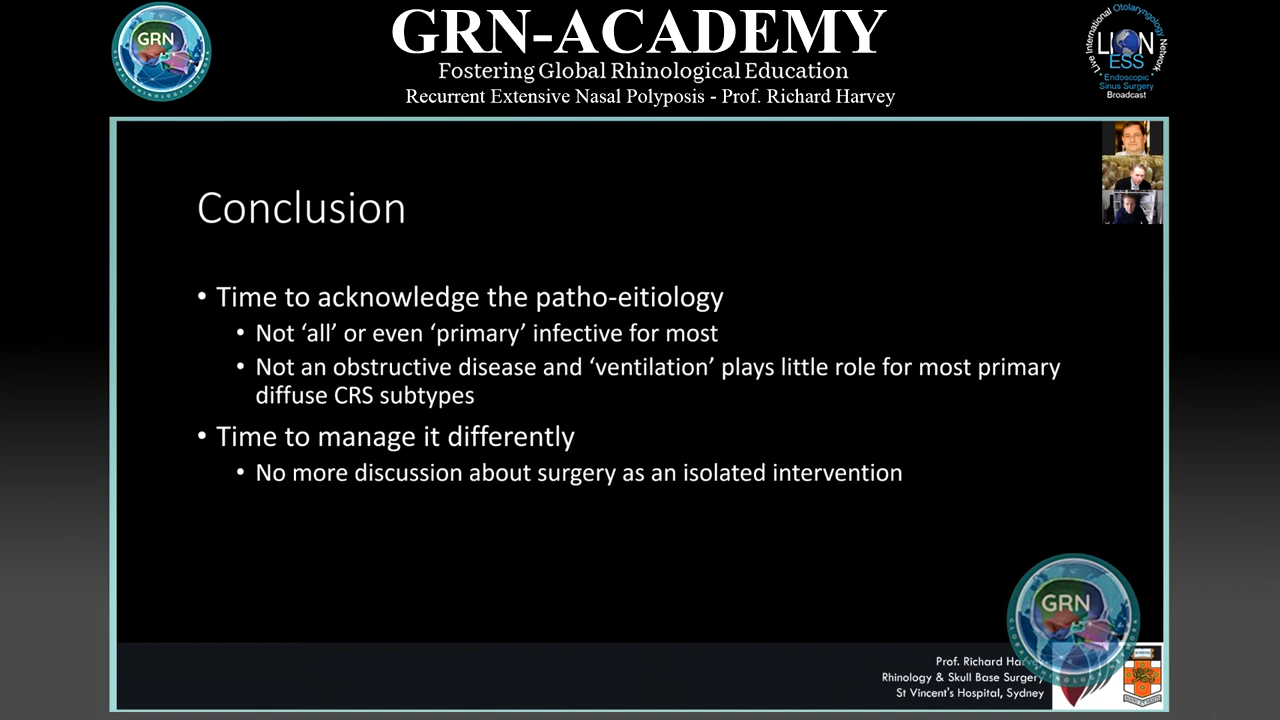 GRN
GRN-ACADEMY
Fostering Global Rhinological Education
Recurrent Extensive Nasal Polyposis - Prof. Richard Harvey
Live International Otolaryngology Network
LION
ESS
• Endoscopic •
Sinus Surgery
Broadcast
Conclusion
• Time to acknowledge the patho-eitiology
• Not ‘all’ or even ‘primary’ infective for most
• Not an obstructive disease and ‘ventilation’ plays little role for most primary
diffuse CRS subtypes
• Time to manage it differently
• No more discussion about surgery as an isolated intervention
GRN
Prof. Richard Harvey
Rhinology & Skull Base Surgery
St Vincent's Hospital, Sydney